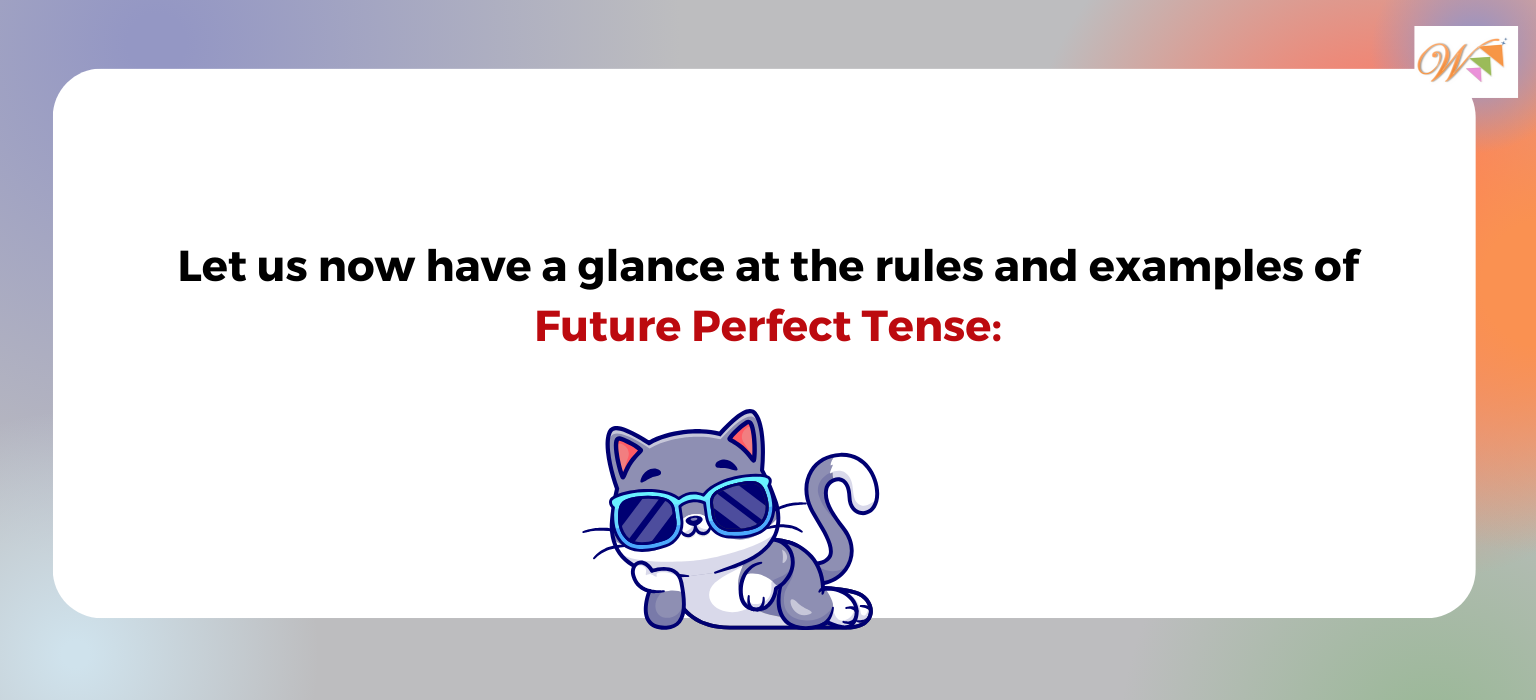 W
Let us now have a glance at the rules and examples of
Future Perfect Tense: